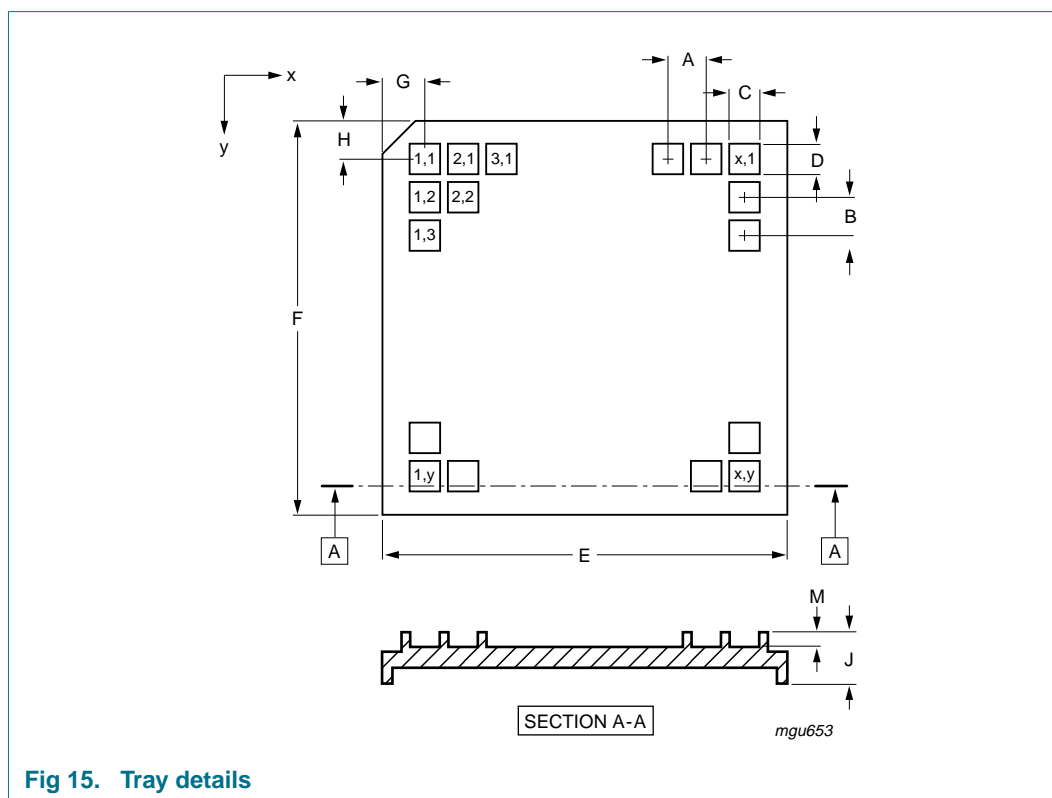 A
G
C
x
H
y
1,1 2,1 3,1 x,1
D
1,2 2,2
B
1,3
F
1,y x,y
A A
E
M
J
SECTION A-A
mgu653
Fig 15. Tray details